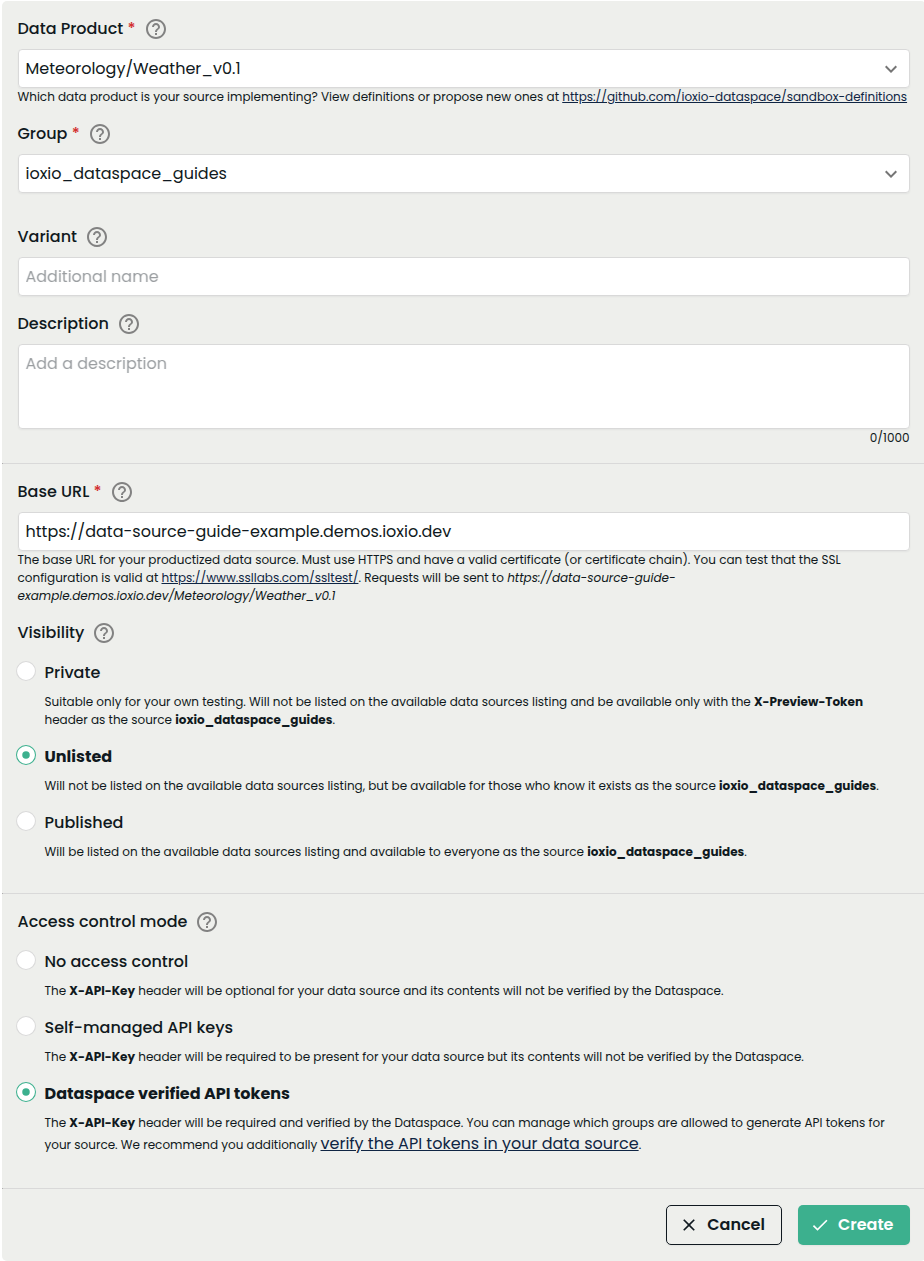 Data Product *
Meteorology/Weather_v0.1
Which data product is your source implementing? View definitions or propose new ones at https://github.com/ioxio-dataspace/sandbox-definitions
Group *
ioxio_dataspace_guides
Variant
Additional name
Description
Add a description
0/1000
Base URL *
https://data-source-guide-example.demos.ioxio.dev
The base URL for your productized data source. Must use HTTPS and have a valid certificate (or certificate chain). You can test that the SSL
configuration is valid at https://www.ssllabs.com/ssltest/. Requests will be sent to https://data-source-guide-
example.demos.ioxio.dev/Meteorology/Weather_v0.1
Visibility
Private
Suitable only for your own testing. Will not be listed on the available data sources listing and be available only with the X-Preview-Token
header as the source ioxio_dataspace_guides.
Unlisted
Will not be listed on the available data sources listing, but be available for those who know it exists as the source ioxio_dataspace_guides.
Published
Will be listed on the available data sources listing and available to everyone as the source ioxio_dataspace_guides.
Access control mode
No access control
The X-API-Key header will be optional for your data source and its contents will not be verified by the Dataspace.
Self-managed API keys
The X-API-Key header will be required to be present for your data source but its contents will not be verified by the Dataspace.
Dataspace verified API tokens
The X-API-Key header will be required and verified by the Dataspace. You can manage which groups are allowed to generate API tokens for
your source. We recommend you additionally verify the API tokens in your data source.
Cancel
Create